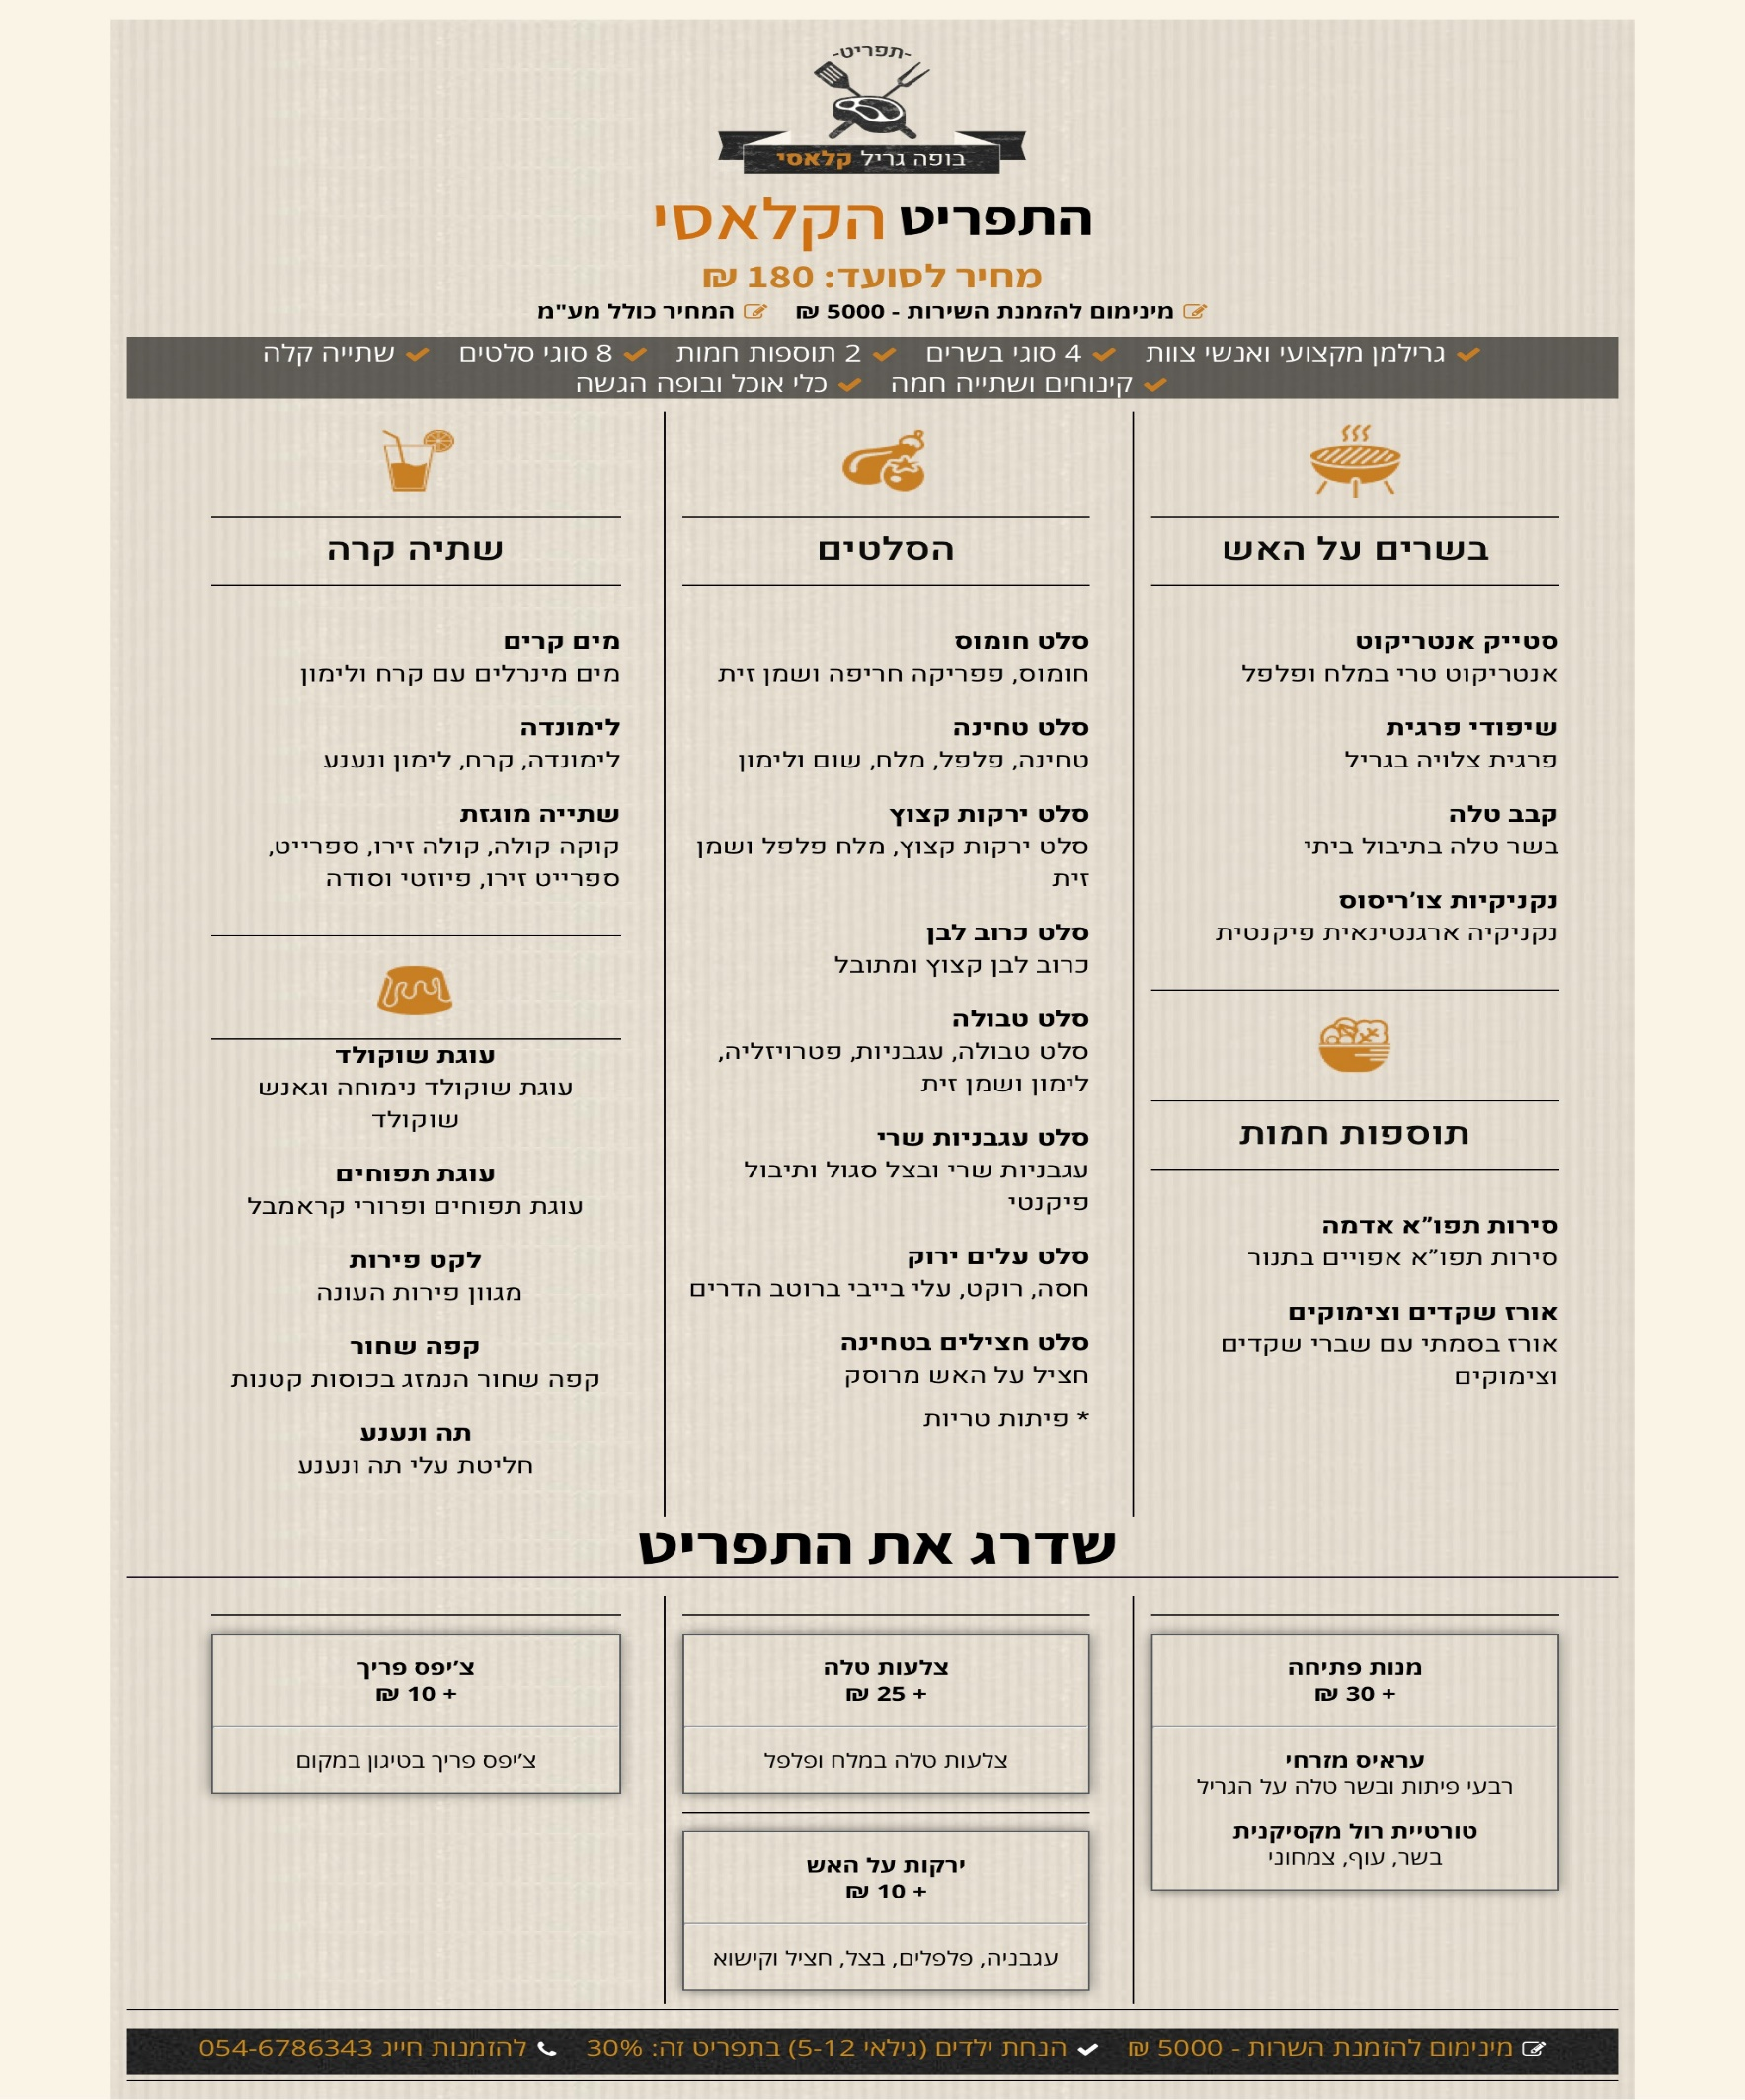 -תפריט-
בופה גריל קלאסי
התפריט הקלאסי
מחיר לסועד: 180 ₪
מינימום להזמנת השירות - 5000 ₪ המחיר כולל מע"מ
גרילמן מקצועי ואנשי צוות 4 סוגי בשרים 2 תוספות חמות 8 סוגי סלטים שתייה קלה
קינוחים ושתייה חמה כלי אוכל ובופה הגשה
בשרים על האש
סטייק אנטריקוט
אנטריקוט טרי במלח ופלפל
שיפודי פרגית
פרגית צלויה בגריל
קבב טלה
בשר טלה בתיבול ביתי
נקניקיות צו׳ריסוס
נקניקיה ארגנטינאית פיקנטית
תוספות חמות
סירות תפו״א אדמה
סירות תפו״א אפויים בתנור
אורז שקדים וצימוקים
אורז בסמתי עם שברי שקדים
וצימוקים
הסלטים
סלט חומוס
חומוס, פפריקה חריפה ושמן זית
סלט טחינה
טחינה, פלפל, מלח, שום ולימון
סלט ירקות קצוץ
סלט ירקות קצוץ, מלח פלפל ושמן
זית
סלט כרוב לבן
כרוב לבן קצוץ ומתובל
סלט טבולה
סלט טבולה, עגבניות, פטרויזליה,
לימון ושמן זית
סלט עגבניות שרי
עגבניות שרי ובצל סגול ותיבול
פיקנטי
סלט עלים ירוק
חסה, רוקט, עלי בייבי ברוטב הדרים
סלט חצילים בטחינה
חציל על האש מרוסק
* פיתות טריות
שתיה קרה
מים קרים
מים מינרלים עם קרח ולימון
לימונדה
לימונדה, קרח, לימון ונענע
שתייה מוגזת
קוקה קולה, קולה זירו, ספרייט,
ספרייט זירו, פיוזטי וסודה
עוגת שוקולד
עוגת שוקולד נימוחה וגאנש
שוקולד
עוגת תפוחים
עוגת תפוחים ופרורי קראמבל
לקט פירות
מגוון פירות העונה
קפה שחור
קפה שחור הנמזג בכוסות קטנות
תה ונענע
חליטת עלי תה ונענע
שדרג את התפריט
מנות פתיחה
+ 30 ₪
עראיס מזרחי
רבעי פיתות ובשר טלה על הגריל
טורטיית רול מקסיקנית
בשר, עוף, צמחוני
צלעות טלה
+ 25 ₪
צלעות טלה במלח ופלפל
ירקות על האש
+ 10 ₪
עגבניה, פלפלים, בצל, חציל וקישוא
צ׳יפס פריך
+ 10 ₪
צ׳יפס פריך בטיגון במקום
מינימום להזמנת השרות - 5000 ₪ הנחת ילדים (גילאי 5-12) בתפריט זה: 30% להזמנות חייג 054-6786343